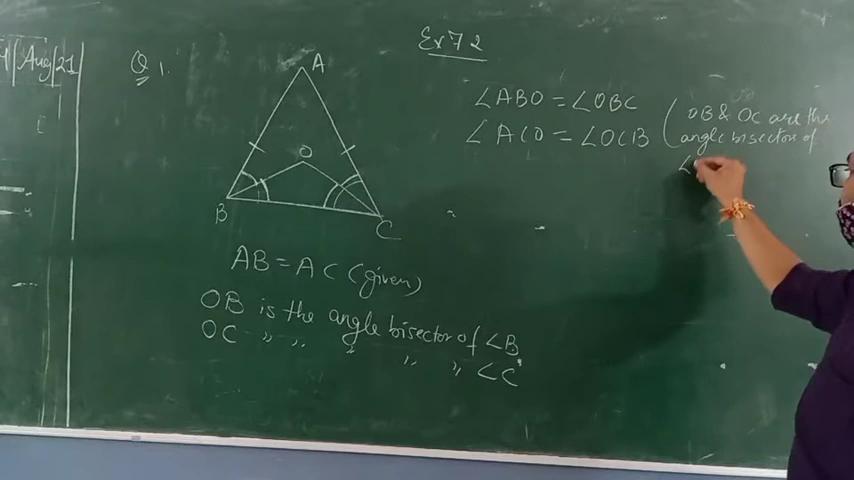 Aug/21
Ex 7.2
Q 1.
A
O
B
C
AB = AC (given)
OB is the angle bisector of ∠B
OC " " " " " ∠C
∠ABO = ∠OBC
∠ACO = ∠OCB
(OB & OC are the
angle bisector of
∠